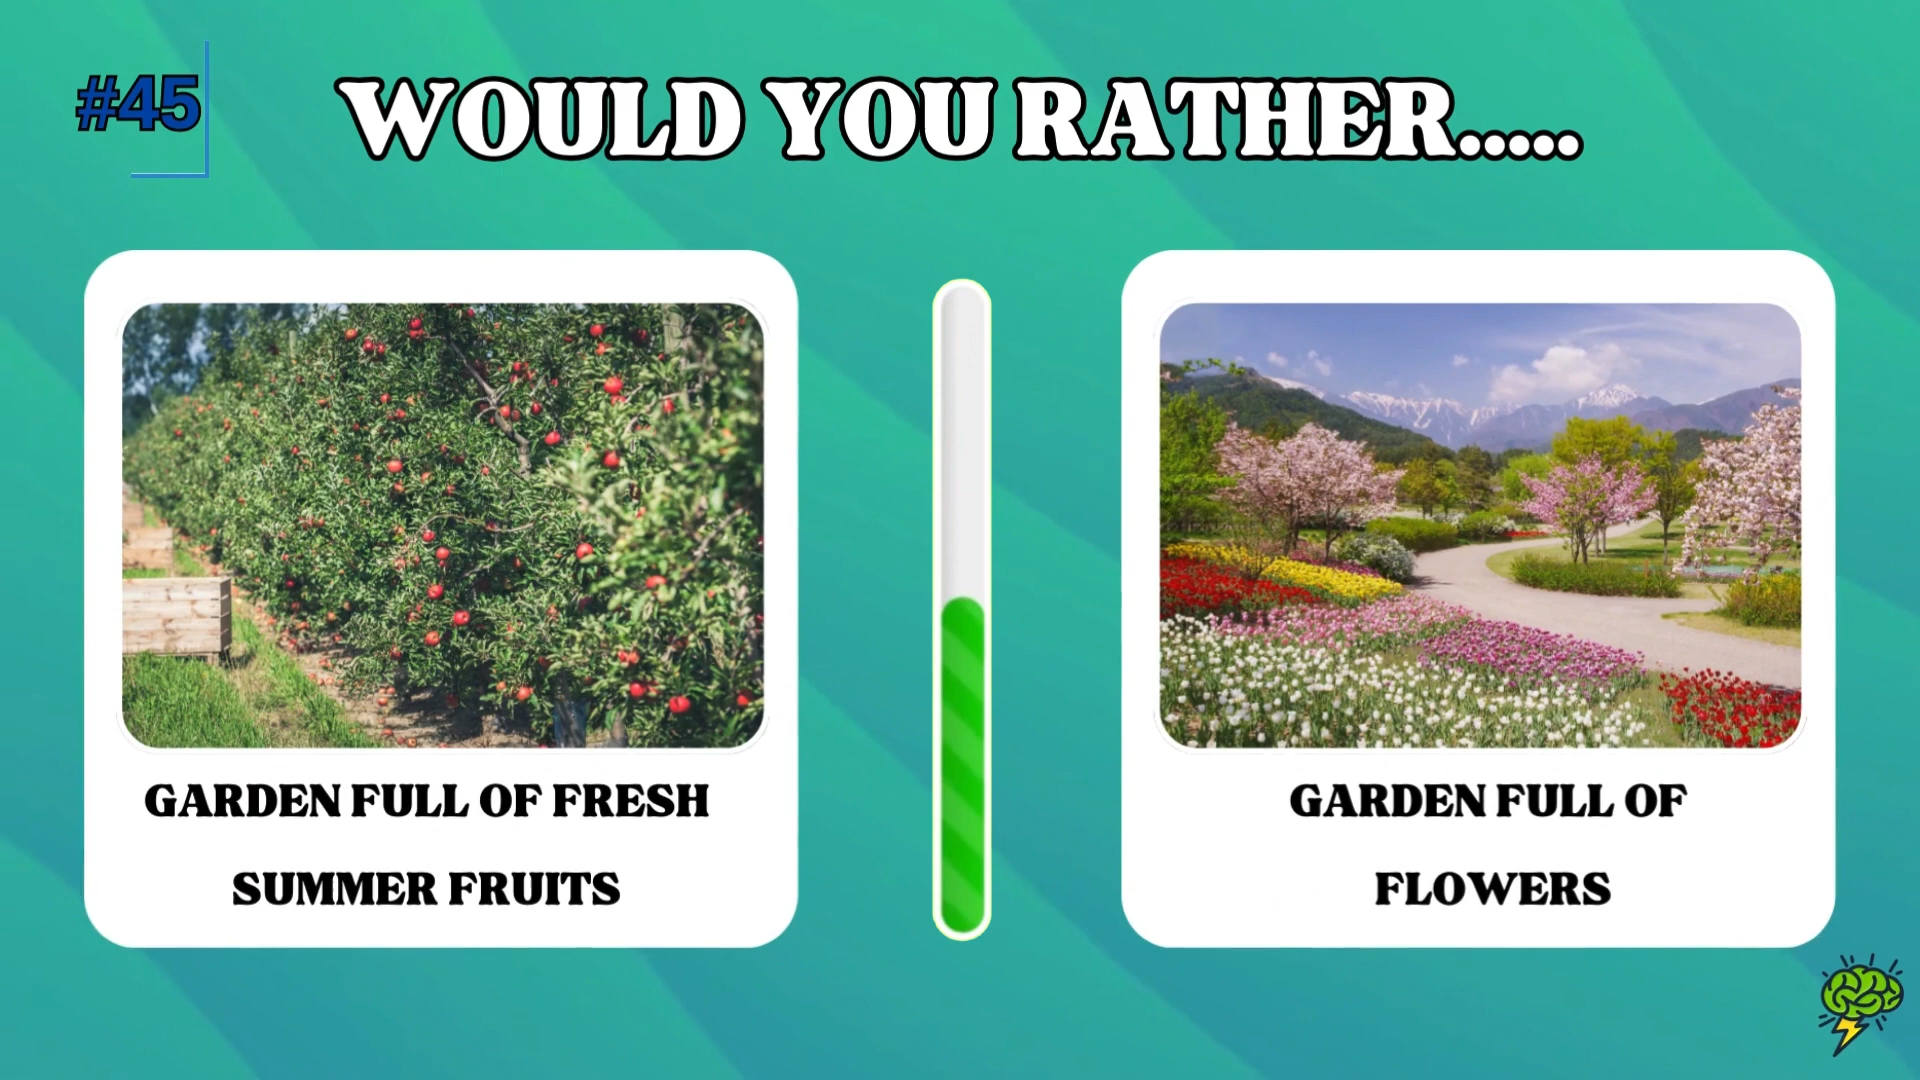 #45
WOULD YOU RATHER.....
GARDEN FULL OF FRESH
SUMMER FRUITS
GARDEN FULL OF
FLOWERS